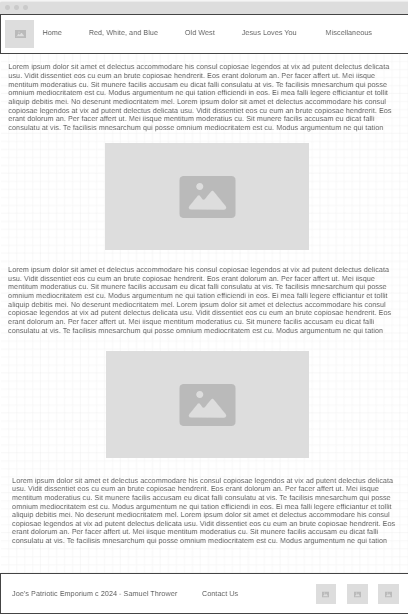 Home Red, White, and Blue Old West Jesus Loves You Miscellaneous
Lorem ipsum dolor sit amet et delectus accommodare his consul copiosae legendos at vix ad putent delectus delicata
usu. Vidit dissentiet eos cu eum an brute copiosae hendrerit. Eos erant dolorum an. Per facer affert ut. Mei iisque
mentitum moderatius cu. Sit munere facilis accusam eu dicat falli consulatu at vis. Te facilisis mnesarchum qui posse
omnium mediocritatem est cu. Modus argumentum ne qui tation efficiendi in eos. Ei mea falli legere efficiantur et tollit
aliquip debitis mei. No deserunt mediocritatem mel. Lorem ipsum dolor sit amet et delectus accommodare his consul
copiosae legendos at vix ad putent delectus delicata usu. Vidit dissentiet eos cu eum an brute copiosae hendrerit. Eos
erant dolorum an. Per facer affert ut. Mei iisque mentitum moderatius cu. Sit munere facilis accusam eu dicat falli
consulatu at vis. Te facilisis mnesarchum qui posse omnium mediocritatem est cu. Modus argumentum ne qui tation
Lorem ipsum dolor sit amet et delectus accommodare his consul copiosae legendos at vix ad putent delectus delicata
usu. Vidit dissentiet eos cu eum an brute copiosae hendrerit. Eos erant dolorum an. Per facer affert ut. Mei iisque
mentitum moderatius cu. Sit munere facilis accusam eu dicat falli consulatu at vis. Te facilisis mnesarchum qui posse
omnium mediocritatem est cu. Modus argumentum ne qui tation efficiendi in eos. Ei mea falli legere efficiantur et tollit
aliquip debitis mei. No deserunt mediocritatem mel. Lorem ipsum dolor sit amet et delectus accommodare his consul
copiosae legendos at vix ad putent delectus delicata usu. Vidit dissentiet eos cu eum an brute copiosae hendrerit. Eos
erant dolorum an. Per facer affert ut. Mei iisque mentitum moderatius cu. Sit munere facilis accusam eu dicat falli
consulatu at vis. Te facilisis mnesarchum qui posse omnium mediocritatem est cu. Modus argumentum ne qui tation
Lorem ipsum dolor sit amet et delectus accommodare his consul copiosae legendos at vix ad putent delectus delicata
usu. Vidit dissentiet eos cu eum an brute copiosae hendrerit. Eos erant dolorum an. Per facer affert ut. Mei iisque
mentitum moderatius cu. Sit munere facilis accusam eu dicat falli consulatu at vis. Te facilisis mnesarchum qui posse
omnium mediocritatem est cu. Modus argumentum ne qui tation efficiendi in eos. Ei mea falli legere efficiantur et tollit
aliquip debitis mei. No deserunt mediocritatem mel. Lorem ipsum dolor sit amet et delectus accommodare his consul
copiosae legendos at vix ad putent delectus delicata usu. Vidit dissentiet eos cu eum an brute copiosae hendrerit. Eos
erant dolorum an. Per facer affert ut. Mei iisque mentitum moderatius cu. Sit munere facilis accusam eu dicat falli
consulatu at vis. Te facilisis mnesarchum qui posse omnium mediocritatem est cu. Modus argumentum ne qui tation
Joe's Patriotic Emporium c 2024 - Samuel Thrower Contact Us